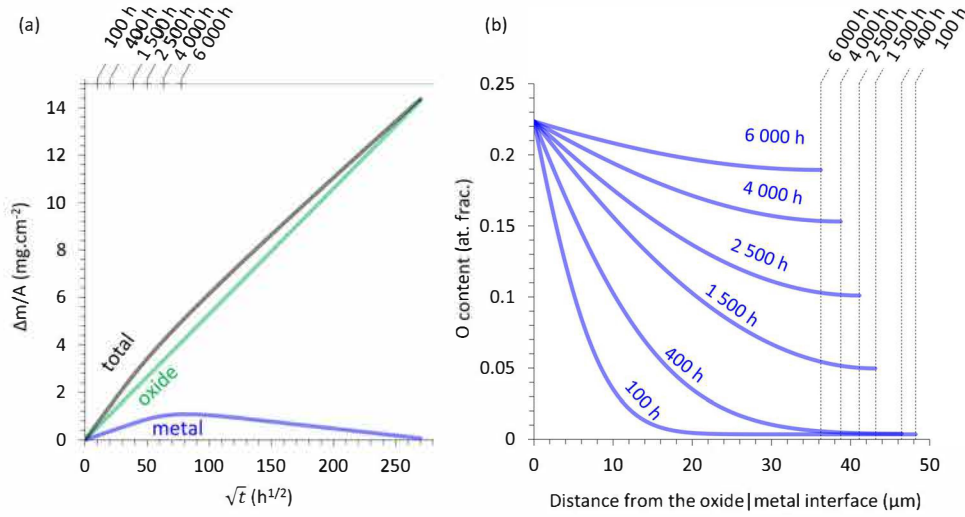 (a)
100 h
400 h
1 500 h
2 500 h
4 000 h
6 000 h
14
12
10
8
6
4
2
0
Δm/A (mg.cm⁻²)
total
oxide
metal
0
50
100
150
200
250
√t (h¹ᐟ²)
(b)
6 000 h
4 000 h
2 500 h
1 500 h
400 h
100 h
0.25
0.2
0.15
0.1
0.05
0
O content (at. frac.)
6 000 h
4 000 h
2 500 h
1 500 h
400 h
100 h
0
10
20
30
40
50
Distance from the oxide|metal interface (μm)